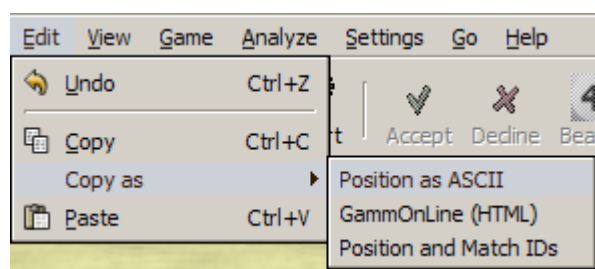 Edit View Game Analyze Settings Go Help
Undo Ctrl+Z
Copy Ctrl+C
Accept Decline
Copy as Position as ASCII
GammOnLine (HTML)
Paste Ctrl+V
Position and Match IDs